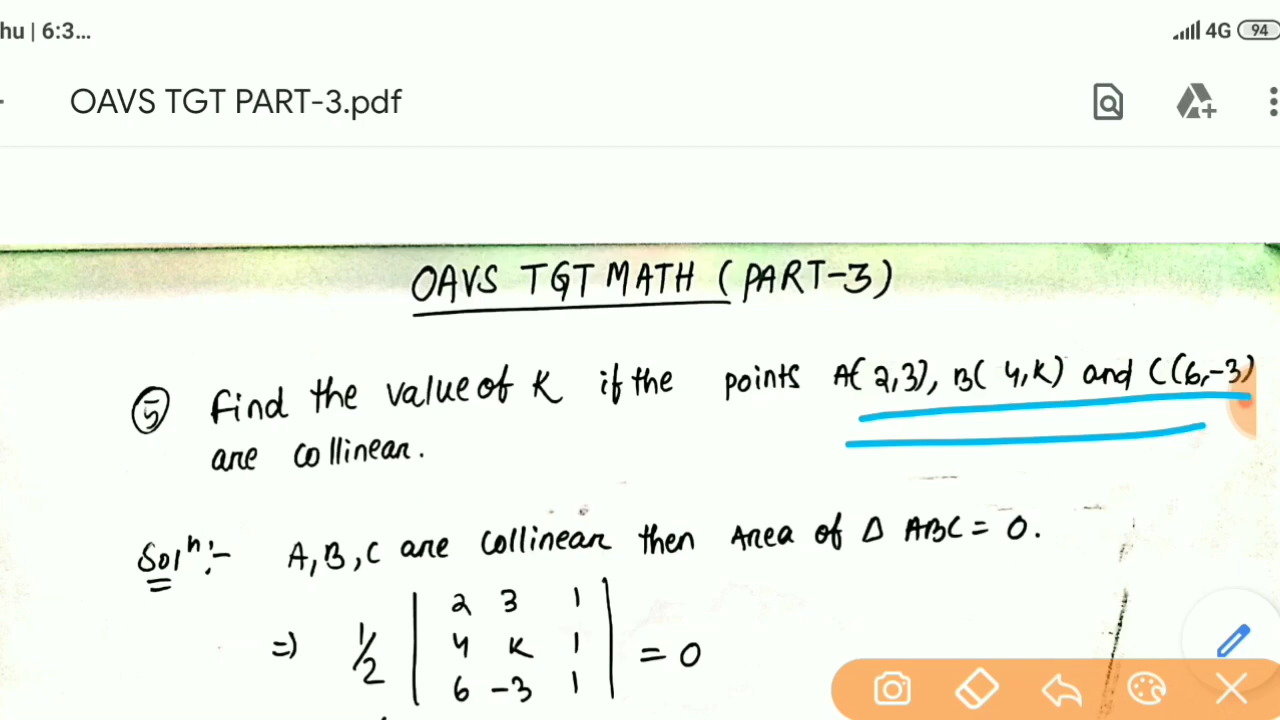 hu | 6:3...
4G 94
OAVS TGT PART-3.pdf
OAVS TGT MATH (PART-3)
⑤ Find the value of K if the points A( 2,3), B( 4,K) and C(6,-3)
are collinear.
Solⁿ:- A,B,C are collinear then Area of Δ ABC = 0.
2 3 1
=) 1/2 | 4 K 1 | = 0
6 -3 1